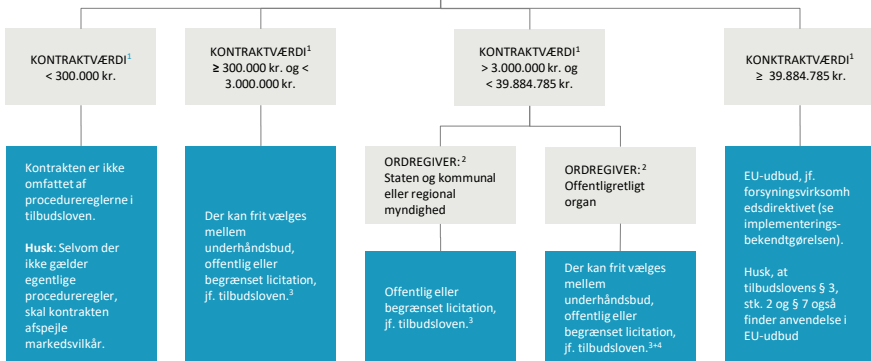 KONTRAKTVÆRDI¹
< 300.000 kr.
KONTRAKTVÆRDI¹
≥ 300.000 kr. og <
3.000.000 kr.
KONTRAKTVÆRDI¹
> 3.000.000 kr. og
< 39.884.785 kr.
KONKTRAKTVÆRDI¹
≥ 39.884.785 kr.
Kontrakten er ikke
omfattet af
procedurereglerne i
tilbudsloven.
Husk: Selvom der
ikke gælder
egentlige
procedureregler,
skal kontrakten
afspejle
markedsvilkår.
Der kan frit vælges
mellem
underhåndsbud,
offentlig eller
begrænset licitation,
jf. tilbudsloven.³
ORDREGIVER:²
Staten og kommunal
eller regional
myndighed
Offentlig eller
begrænset licitation,
jf. tilbudsloven.³
ORDREGIVER:²
Offentligretligt
organ
Der kan frit vælges
mellem
underhåndsbud,
offentlig eller
begrænset licitation,
jf. tilbudsloven.³⁺⁴
EU-udbud, jf.
forsyningsvirksomh
edsdirektivet (se
implementerings-
bekendtgørelsen).
Husk, at
tilbudslovens § 3,
stk. 2 og § 7 også
finder anvendelse i
EU-udbud